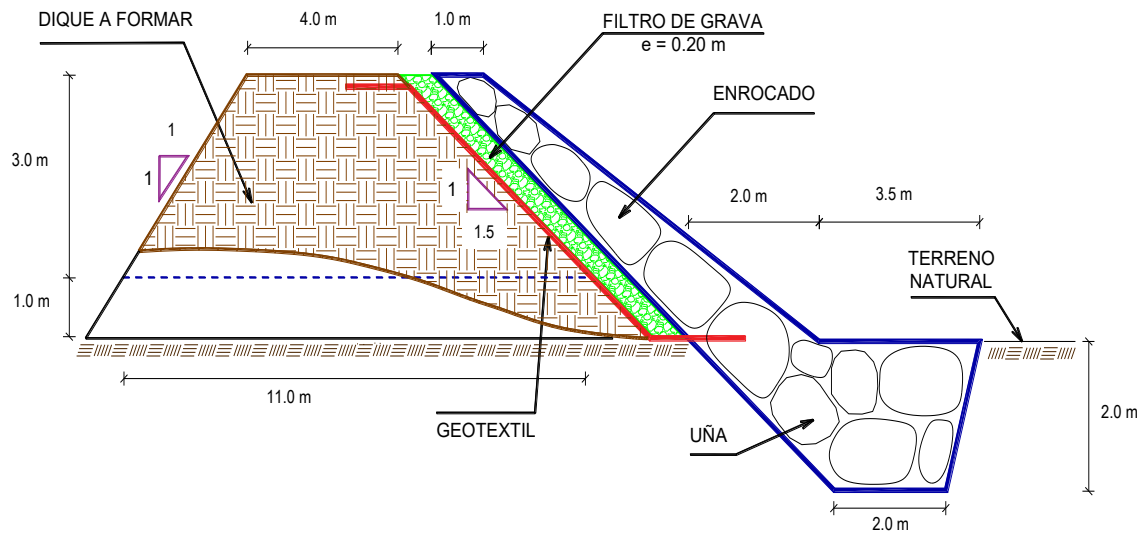 DIQUE A FORMAR
4.0 m
1.0 m
FILTRO DE GRAVA
e = 0.20 m
ENROCADO
1
1
3.0 m
1
1.5
2.0 m
3.5 m
TERRENO
NATURAL
1.0 m
11.0 m
GEOTEXTIL
UÑA
2.0 m
2.0 m